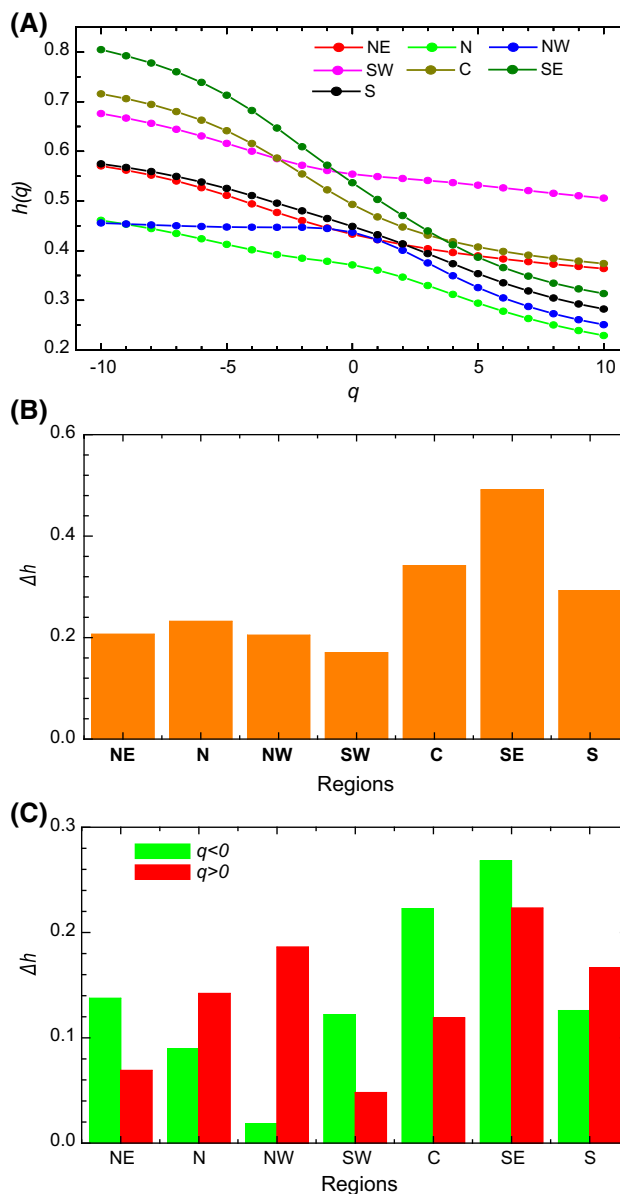 (A)
0.8
0.7
0.6
0.5
0.4
0.3
0.2
h(q)
NE N NW
SW C SE
S
-10 -5 0 5 10
q
(B)
0.6
0.4
0.2
0.0
Δh
NE N NW SW C SE S
Regions
(C)
0.3
0.2
0.1
0.0
Δh
q<0
q>0
NE N NW SW C SE S
Regions